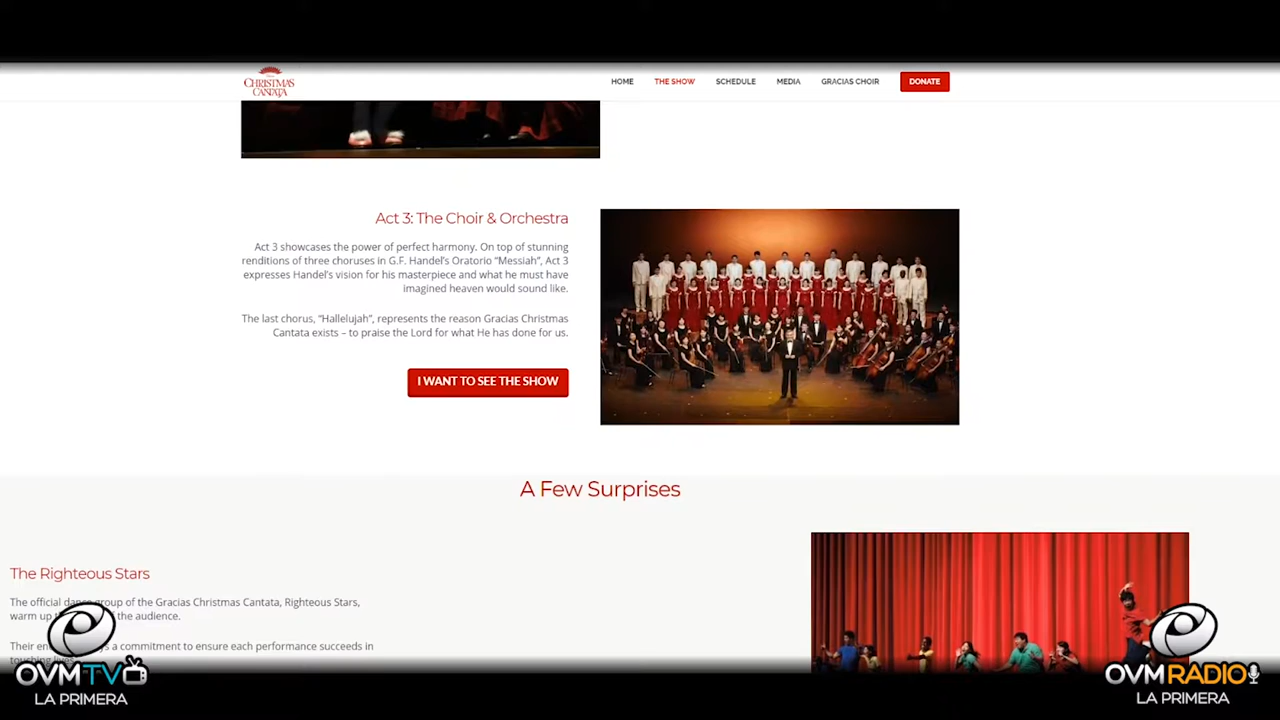 CHRISTMAS
CANTATA
HOME THE SHOW SCHEDULE MEDIA GRACIAS CHOIR DONATE
Act 3: The Choir & Orchestra
Act 3 showcases the power of perfect harmony. On top of stunning
renditions of three choruses in G.F. Handel's Oratorio "Messiah", Act 3
expresses Handel's vision for his masterpiece and what he must have
imagined heaven would sound like.
The last chorus, "Hallelujah", represents the reason Gracias Christmas
Cantata exists – to praise the Lord for what He has done for us.
I WANT TO SEE THE SHOW
A Few Surprises
The Righteous Stars
The official dance group of the Gracias Christmas Cantata, Righteous Stars,
warm up the audience.
Their a commitment to ensure each performance succeeds in
OVMTV
LA PRIMERA
OVMRADIO
LA PRIMERA